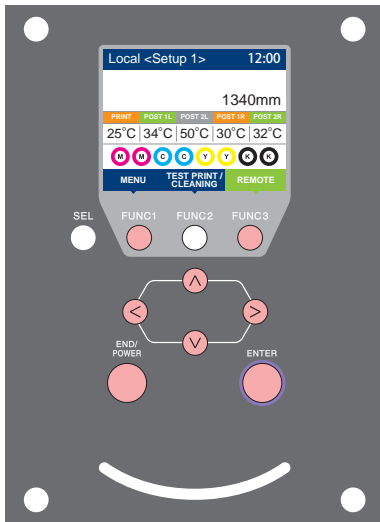 Local <Setup 1> 12:00
1340mm
PRINT POST 1L POST 2L POST 1R POST 2R
25°C 34°C 50°C 30°C 32°C
M M C C Y Y K K
MENU TEST PRINT / CLEANING REMOTE
SEL FUNC1 FUNC2 FUNC3
< ∧ ∨ >
END/
POWER ENTER